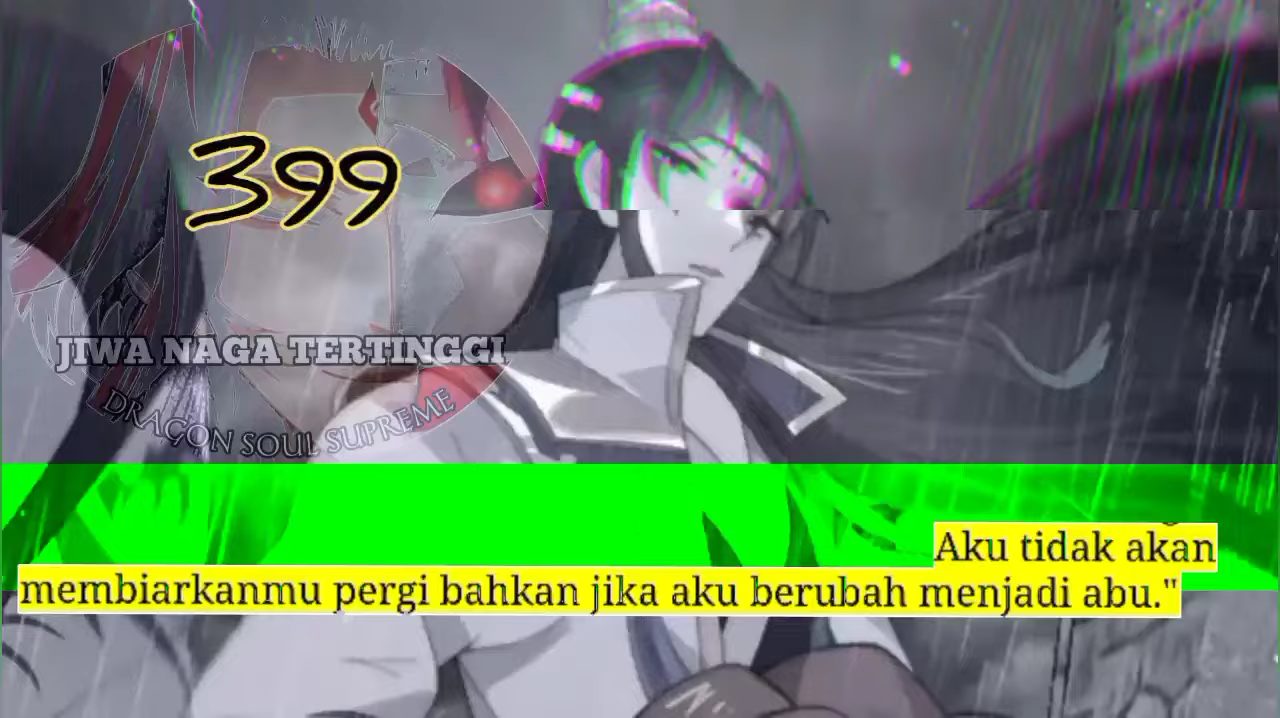 399
JIWA NAGA TERTINGGI
DRAGON SOUL SUPREME
Aku tidak akan
membiarkanmu pergi bahkan jika aku berubah menjadi abu."